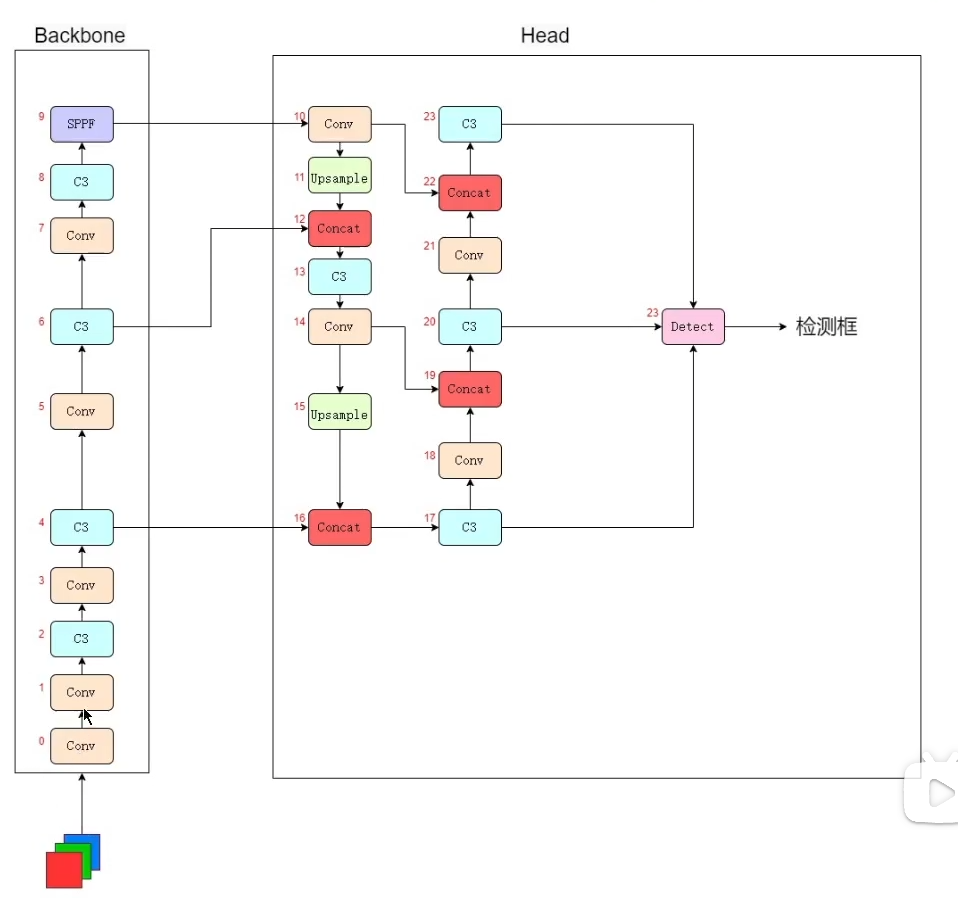 Backbone
Head
9
SPPF
8
C3
7
Conv
6
C3
5
Conv
4
C3
3
Conv
2
C3
1
Conv
0
Conv
10
Conv
11
Upsample
12
Concat
13
C3
14
Conv
15
Upsample
16
Concat
23
C3
22
Concat
21
Conv
20
C3
19
Concat
18
Conv
17
C3
23
Detect
检测框